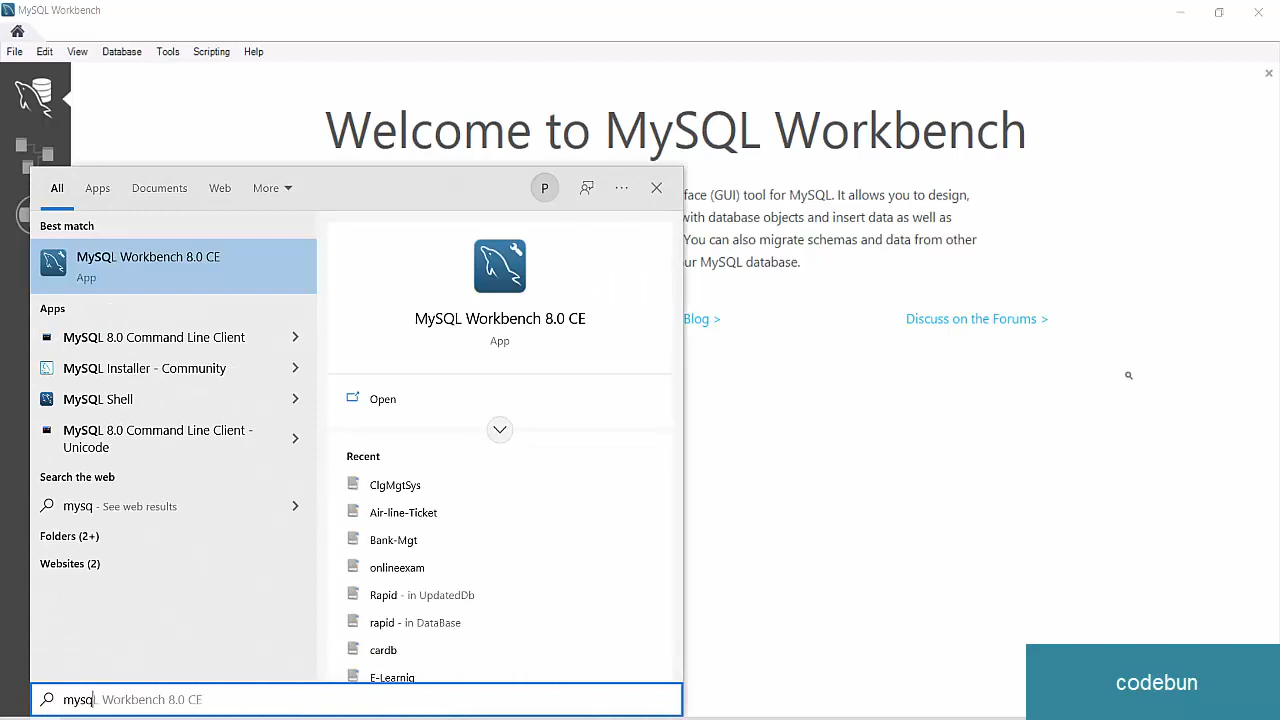 MySQL Workbench
File Edit View Database Tools Scripting Help
Welcome to MySQL Workbench
face (GUI) tool for MySQL. It allows you to design,
with database objects and insert data as well as
You can also migrate schemas and data from other
ur MySQL database.
Blog >
Discuss on the Forums >
All Apps Documents Web More
P
Best match
MySQL Workbench 8.0 CE
App
Apps
MySQL 8.0 Command Line Client
MySQL Installer - Community
MySQL Shell
MySQL 8.0 Command Line Client -
Unicode
Search the web
mysq - See web results
Folders (2+)
Websites (2)
MySQL Workbench 8.0 CE
App
Open
Recent
ClgMgtSys
Air-line-Ticket
Bank-Mgt
onlineexam
Rapid - in UpdatedDb
rapid - in DataBase
cardb
E-Learnig
mysqL Workbench 8.0 CE
codebun